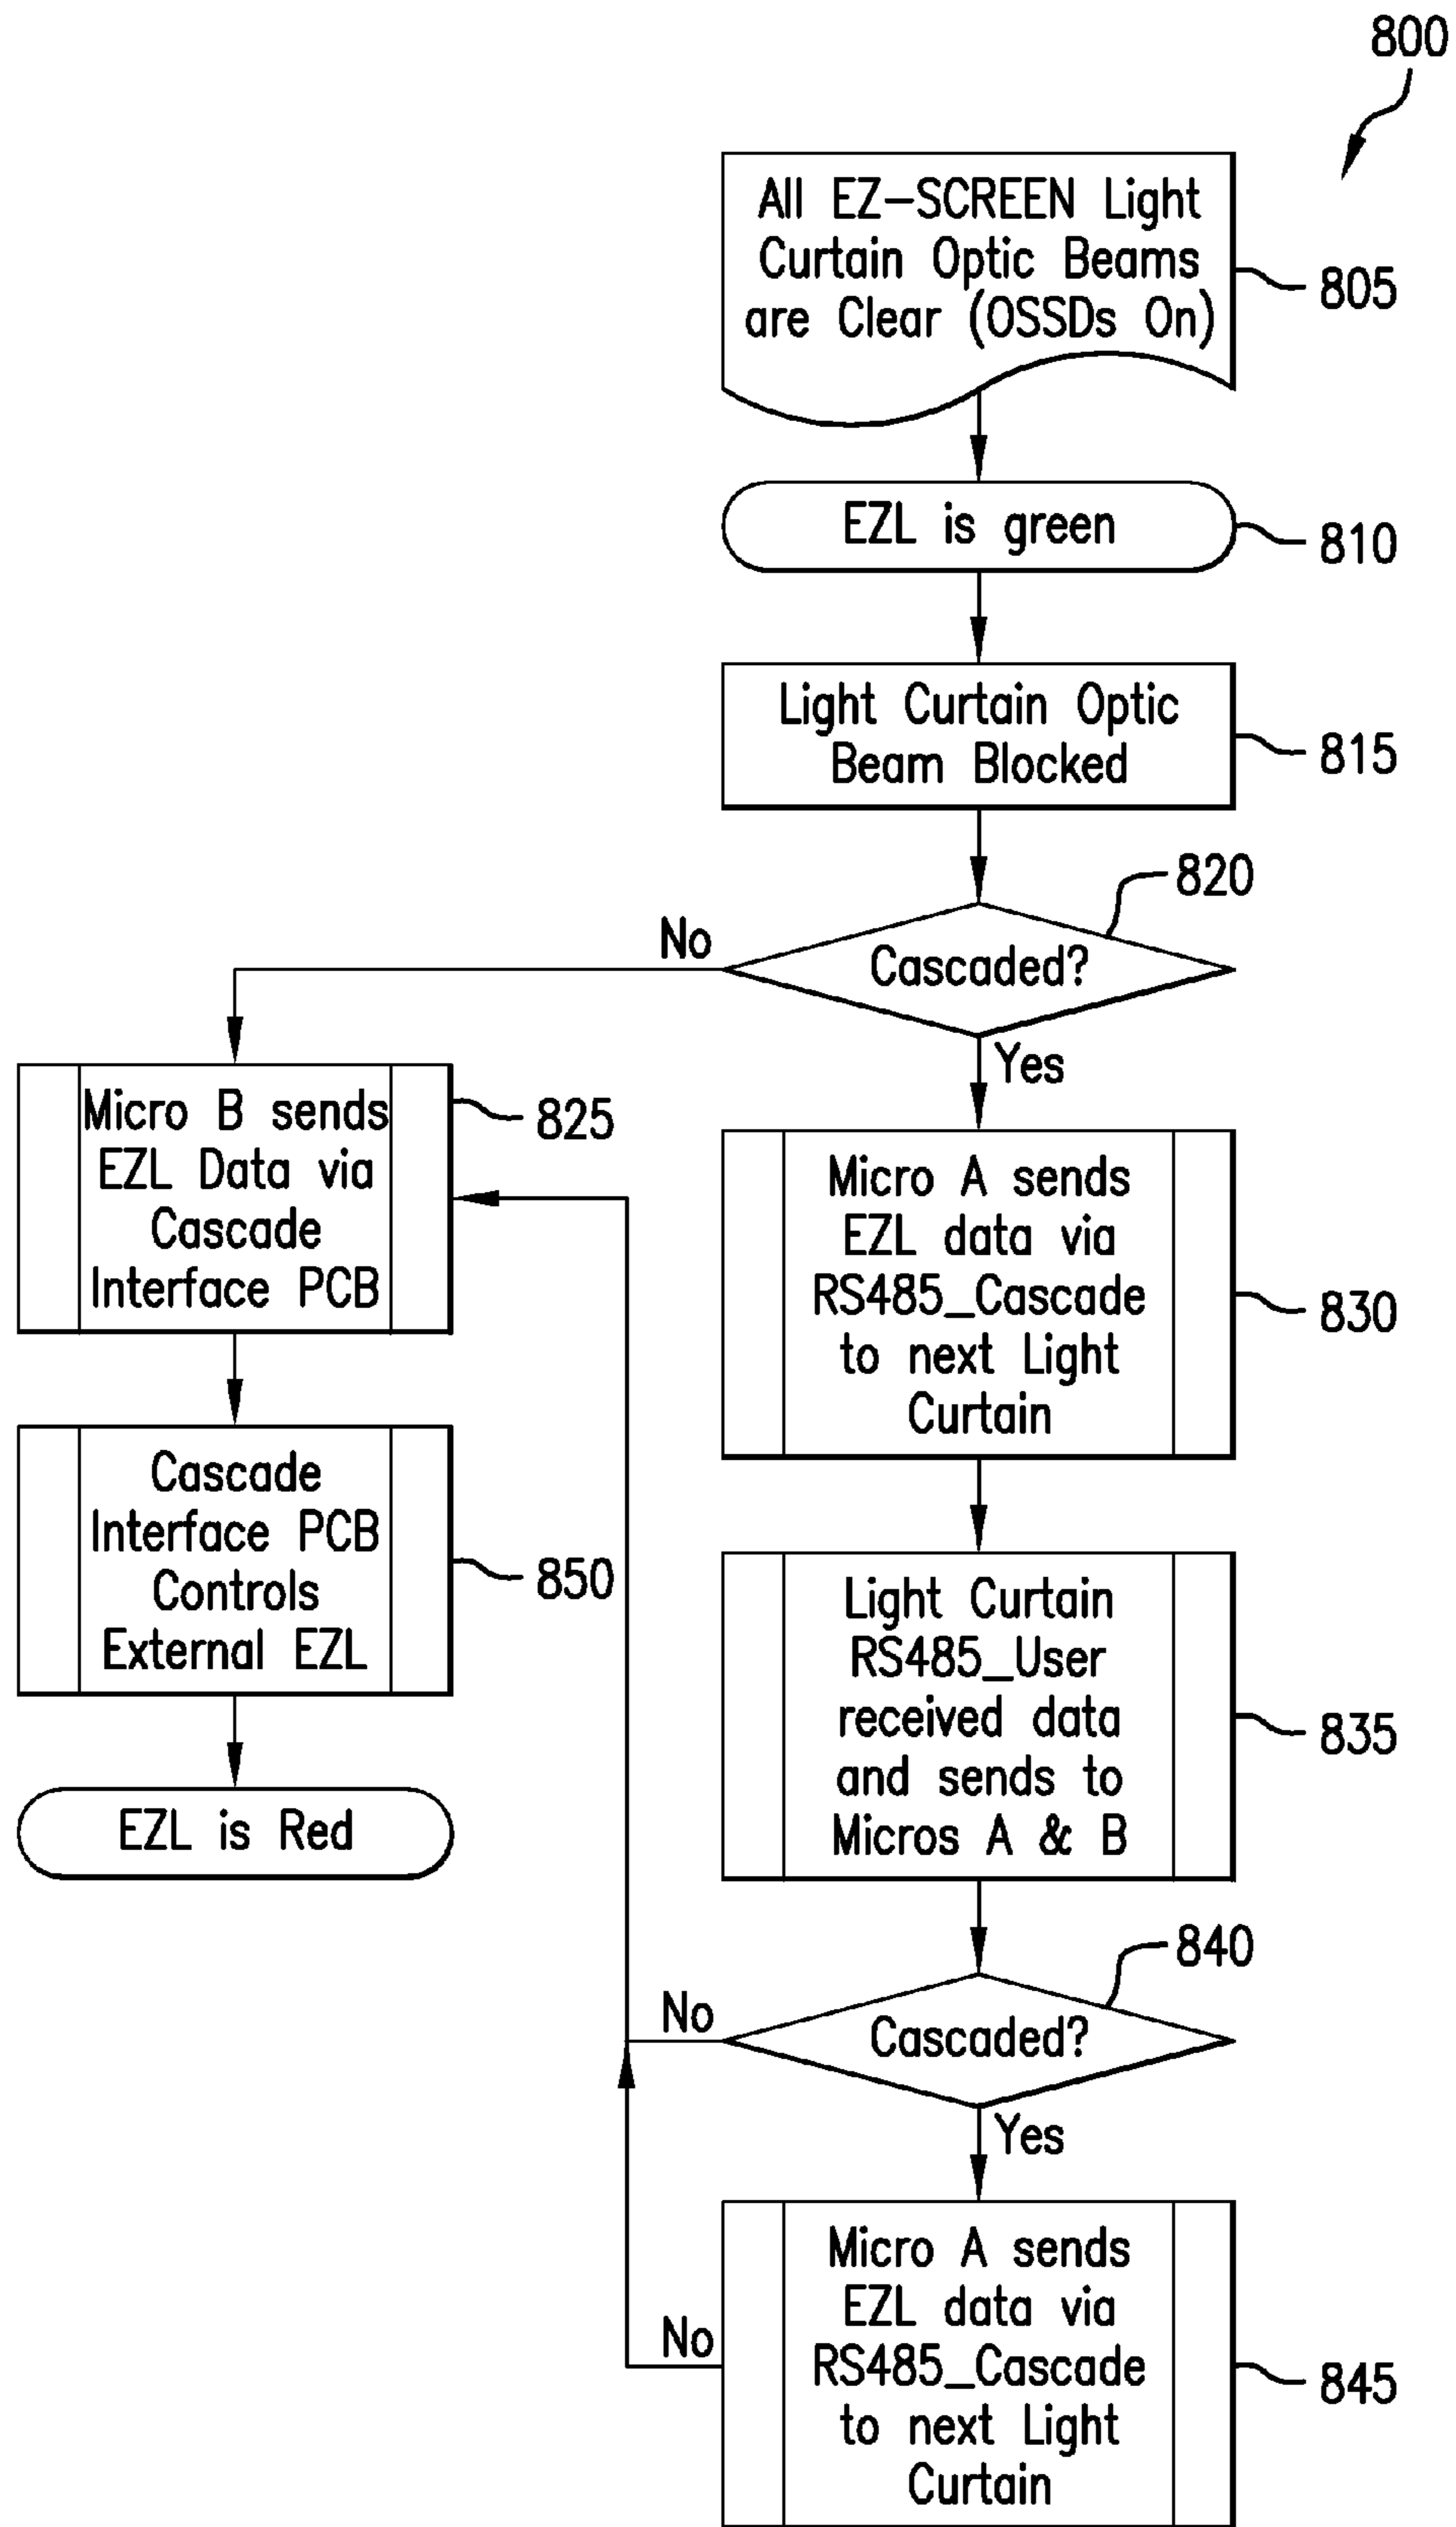 800
All EZ-SCREEN Light
Curtain Optic Beams
are Clear (OSSDs On)
805
EZL is green
810
Light Curtain Optic
Beam Blocked
815
820
Cascaded?
No
Yes
Micro B sends
EZL Data via
Cascade
Interface PCB
825
Micro A sends
EZL data via
RS485_Cascade
to next Light
Curtain
830
Cascade
Interface PCB
Controls
External EZL
850
Light Curtain
RS485_User
received data
and sends to
Micros A & B
835
EZL is Red
840
Cascaded?
No
Yes
Micro A sends
EZL data via
RS485_Cascade
to next Light
Curtain
No
845